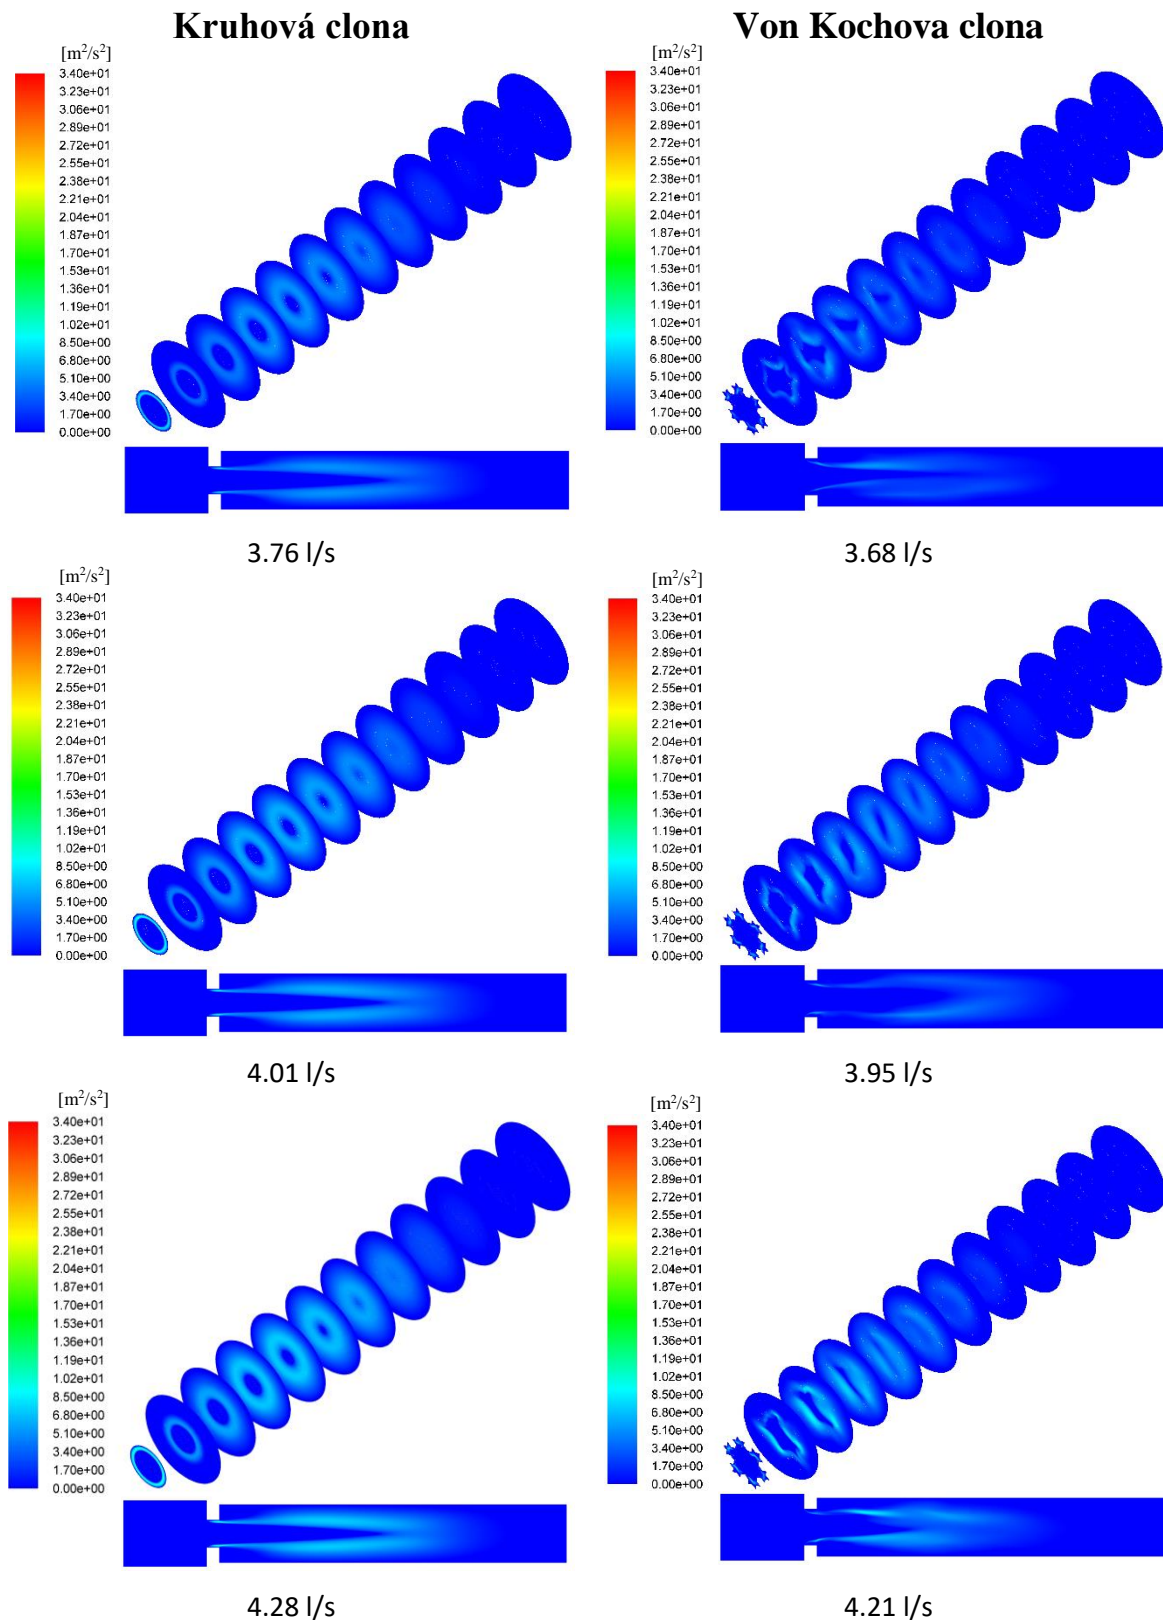 Kruhová clona
Von Kochova clona
[m²/s²]
3.40e+01
3.23e+01
3.06e+01
2.89e+01
2.72e+01
2.55e+01
2.38e+01
2.21e+01
2.04e+01
1.87e+01
1.70e+01
1.53e+01
1.36e+01
1.19e+01
1.02e+01
8.50e+00
6.80e+00
5.10e+00
3.40e+00
1.70e+00
0.00e+00
3.76 l/s
[m²/s²]
3.40e+01
3.23e+01
3.06e+01
2.89e+01
2.72e+01
2.55e+01
2.38e+01
2.21e+01
2.04e+01
1.87e+01
1.70e+01
1.53e+01
1.36e+01
1.19e+01
1.02e+01
8.50e+00
6.80e+00
5.10e+00
3.40e+00
1.70e+00
0.00e+00
3.68 l/s
[m²/s²]
3.40e+01
3.23e+01
3.06e+01
2.89e+01
2.72e+01
2.55e+01
2.38e+01
2.21e+01
2.04e+01
1.87e+01
1.70e+01
1.53e+01
1.36e+01
1.19e+01
1.02e+01
8.50e+00
6.80e+00
5.10e+00
3.40e+00
1.70e+00
0.00e+00
4.01 l/s
[m²/s²]
3.40e+01
3.23e+01
3.06e+01
2.89e+01
2.72e+01
2.55e+01
2.38e+01
2.21e+01
2.04e+01
1.87e+01
1.70e+01
1.53e+01
1.36e+01
1.19e+01
1.02e+01
8.50e+00
6.80e+00
5.10e+00
3.40e+00
1.70e+00
0.00e+00
3.95 l/s
[m²/s²]
3.40e+01
3.23e+01
3.06e+01
2.89e+01
2.72e+01
2.55e+01
2.38e+01
2.21e+01
2.04e+01
1.87e+01
1.70e+01
1.53e+01
1.36e+01
1.19e+01
1.02e+01
8.50e+00
6.80e+00
5.10e+00
3.40e+00
1.70e+00
0.00e+00
4.28 l/s
[m²/s²]
3.40e+01
3.23e+01
3.06e+01
2.89e+01
2.72e+01
2.55e+01
2.38e+01
2.21e+01
2.04e+01
1.87e+01
1.70e+01
1.53e+01
1.36e+01
1.19e+01
1.02e+01
8.50e+00
6.80e+00
5.10e+00
3.40e+00
1.70e+00
0.00e+00
4.21 l/s